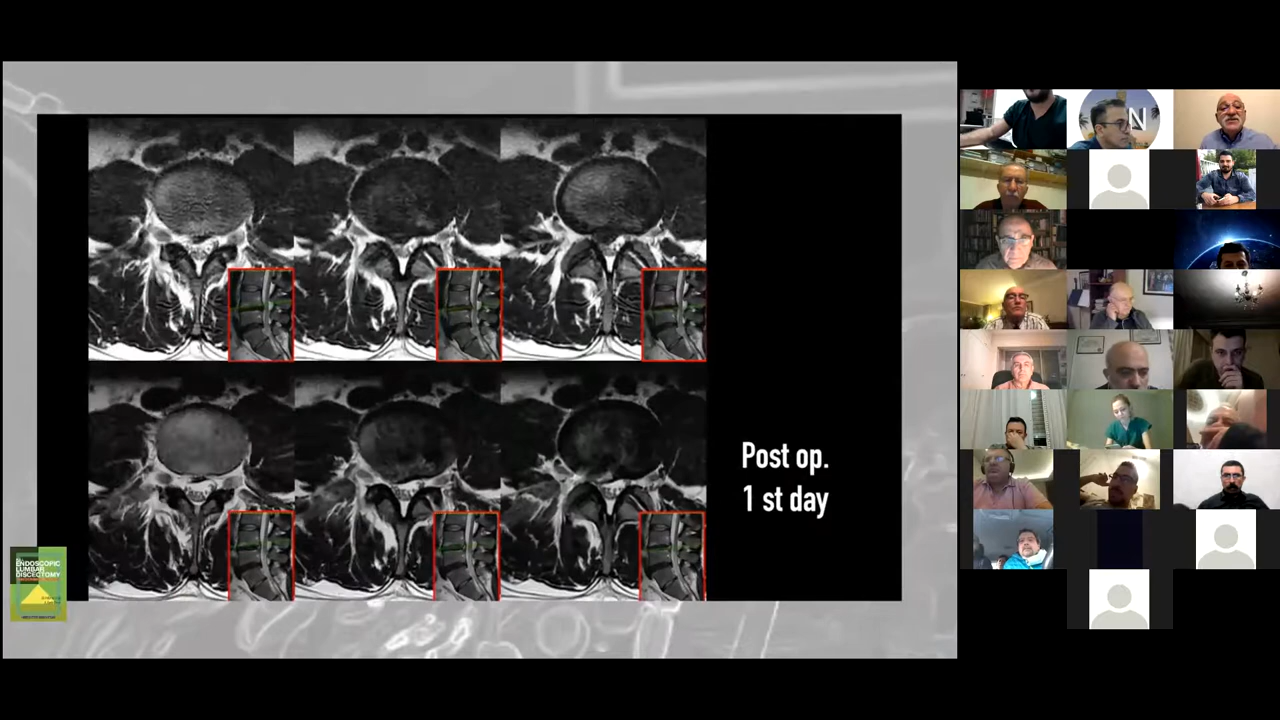 Post op.
1 st day
N
ENDOSCOPIC
LUMBAR
DISCECTOMY